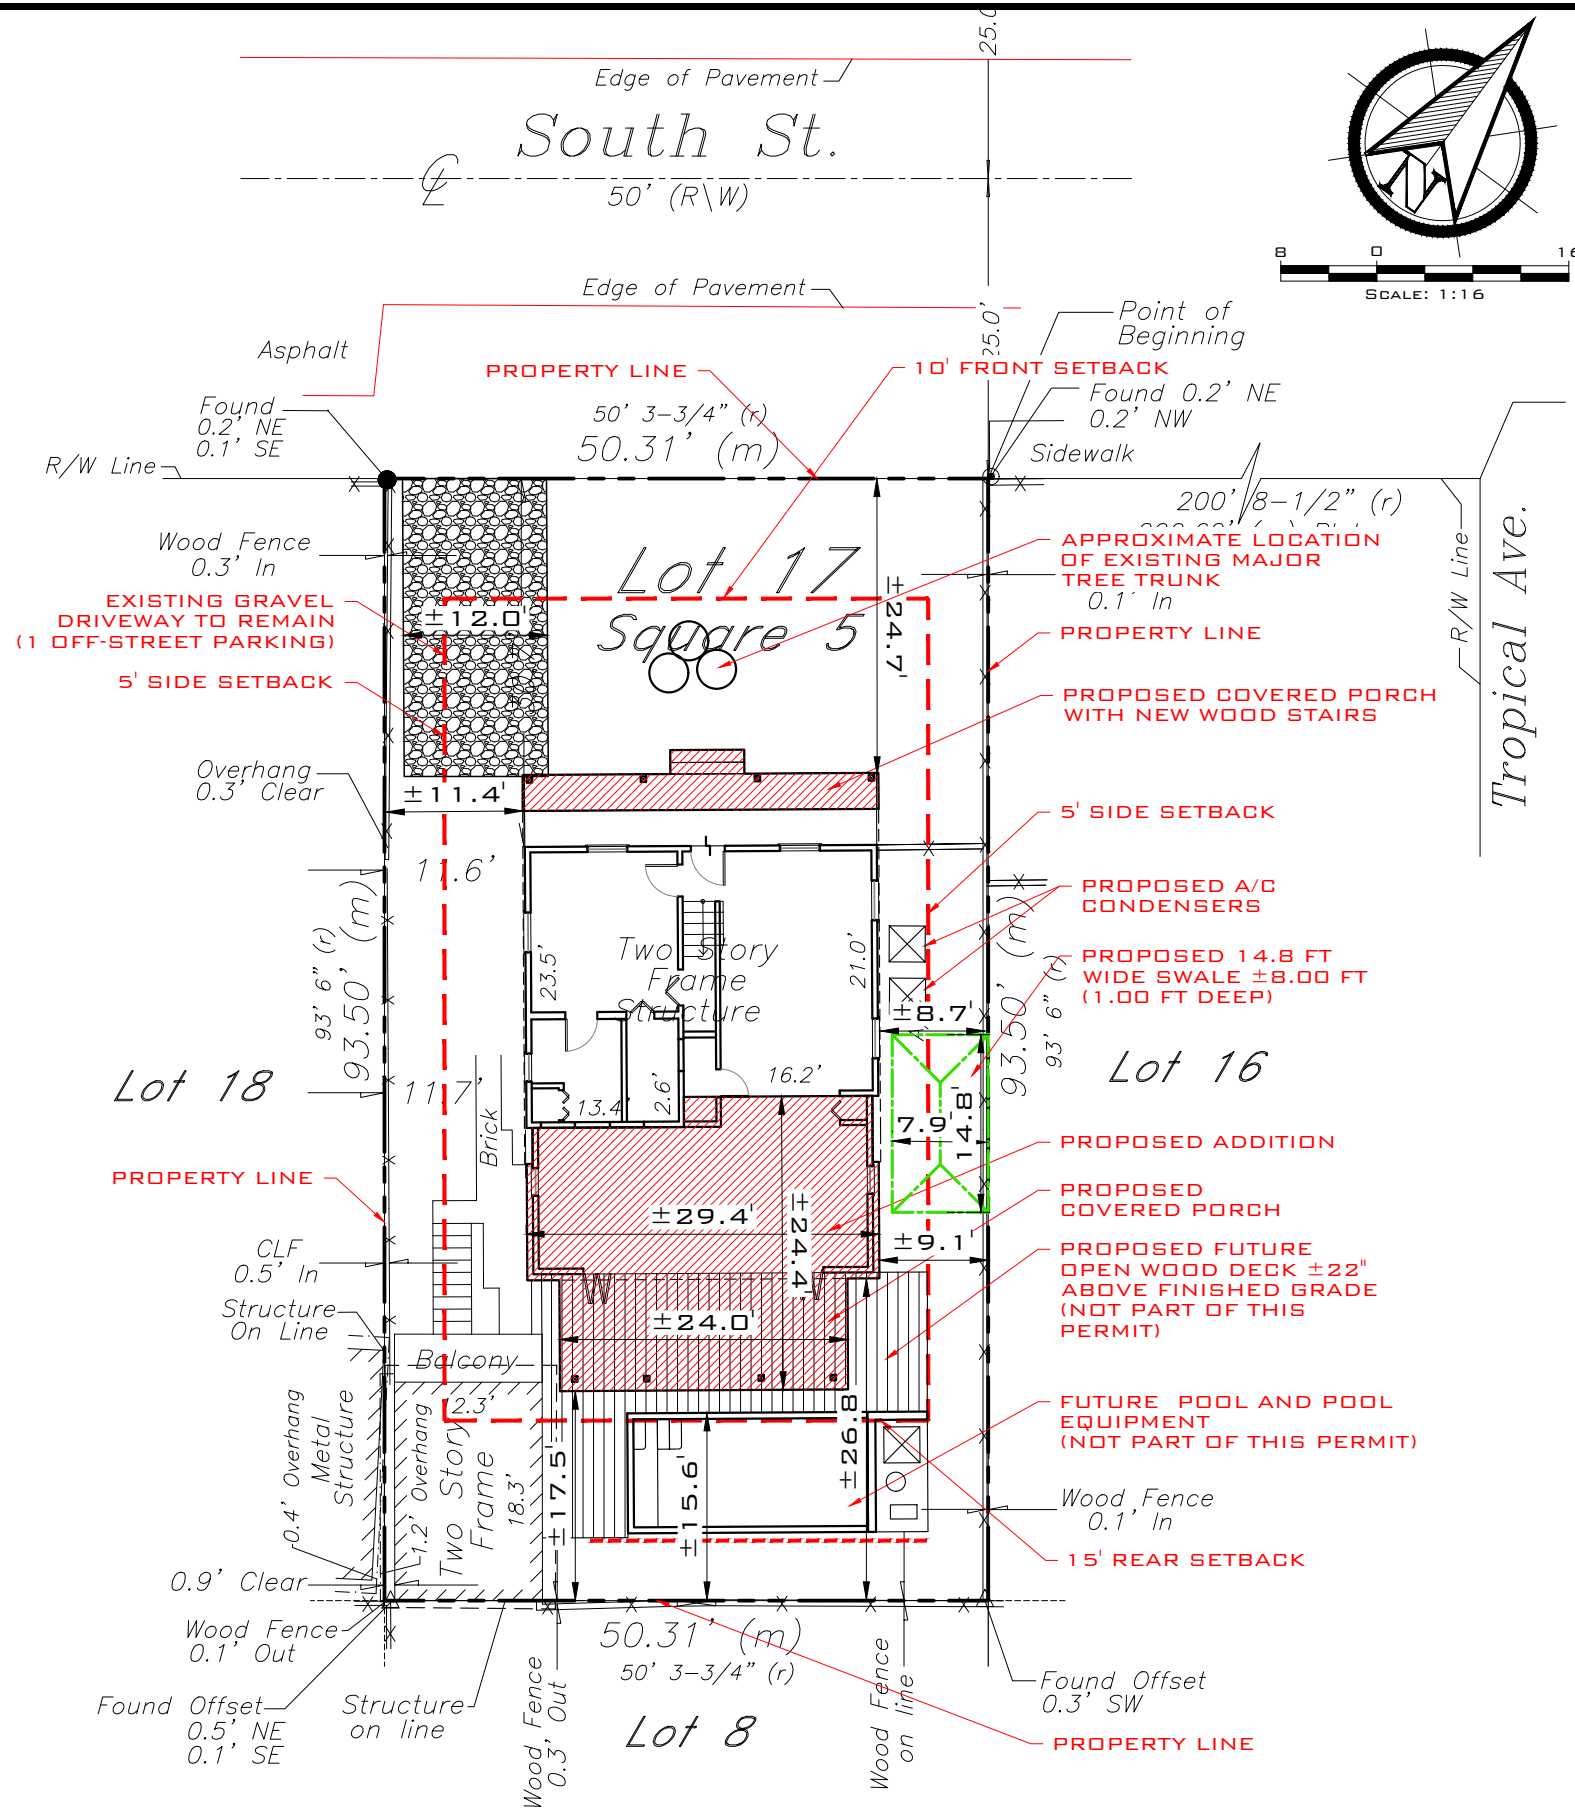 25.0'
Edge of Pavement
South St.
50' (R\W)
N
8 0 16
SCALE: 1:16
Edge of Pavement
25.0'
Point of
Beginning
Asphalt
PROPERTY LINE
10' FRONT SETBACK
Found
0.2' NE
0.1' SE
50' 3-3/4" (r)
50.31' (m)
Found 0.2' NE
0.2' NW
R/W Line
Sidewalk
200' 8-1/2" (r)
R/W Line
Tropical Ave.
Wood Fence
0.3' In
Lot 17
Square 5
APPROXIMATE LOCATION
OF EXISTING MAJOR
TREE TRUNK
0.1' In
EXISTING GRAVEL
DRIVEWAY TO REMAIN
(1 OFF-STREET PARKING)
±12.0'
±24.7'
PROPERTY LINE
5' SIDE SETBACK
PROPOSED COVERED PORCH
WITH NEW WOOD STAIRS
Overhang
0.3' Clear
±11.4'
5' SIDE SETBACK
11.6'
PROPOSED A/C
CONDENSERS
93' 6" (r)
93.50' (m)
23.5'
Two Story
Frame
Structure
21.0'
PROPOSED 14.8 FT
WIDE SWALE ±8.00 FT
(1.00 FT DEEP)
±8.7'
93.50' (m)
93' 6" (r)
Lot 18
11.7'
Brick
13.4'
2.6'
16.2'
7.9'
14.8'
Lot 16
PROPOSED ADDITION
PROPERTY LINE
±29.4'
±24.4'
±9.1'
PROPOSED
COVERED PORCH
CLF
0.5' In
PROPOSED FUTURE
OPEN WOOD DECK ±22"
ABOVE FINISHED GRADE
(NOT PART OF THIS
PERMIT)
Structure
On Line
±24.0'
Balcony
12.3'
0.4' Overhang
Metal
Structure
1.2' Overhang
Two Story
Frame
18.3'
±17.5'
±15.6'
±26.8
FUTURE POOL AND POOL
EQUIPMENT
(NOT PART OF THIS PERMIT)
Wood Fence
0.1' In
15' REAR SETBACK
0.9' Clear
Wood Fence
0.1' Out
50.31' (m)
50' 3-3/4" (r)
Found Offset
0.5' NE
0.1' SE
Structure
on line
Wood Fence
0.3' Out
Lot 8
Wood Fence
on line
Found Offset
0.3' SW
PROPERTY LINE